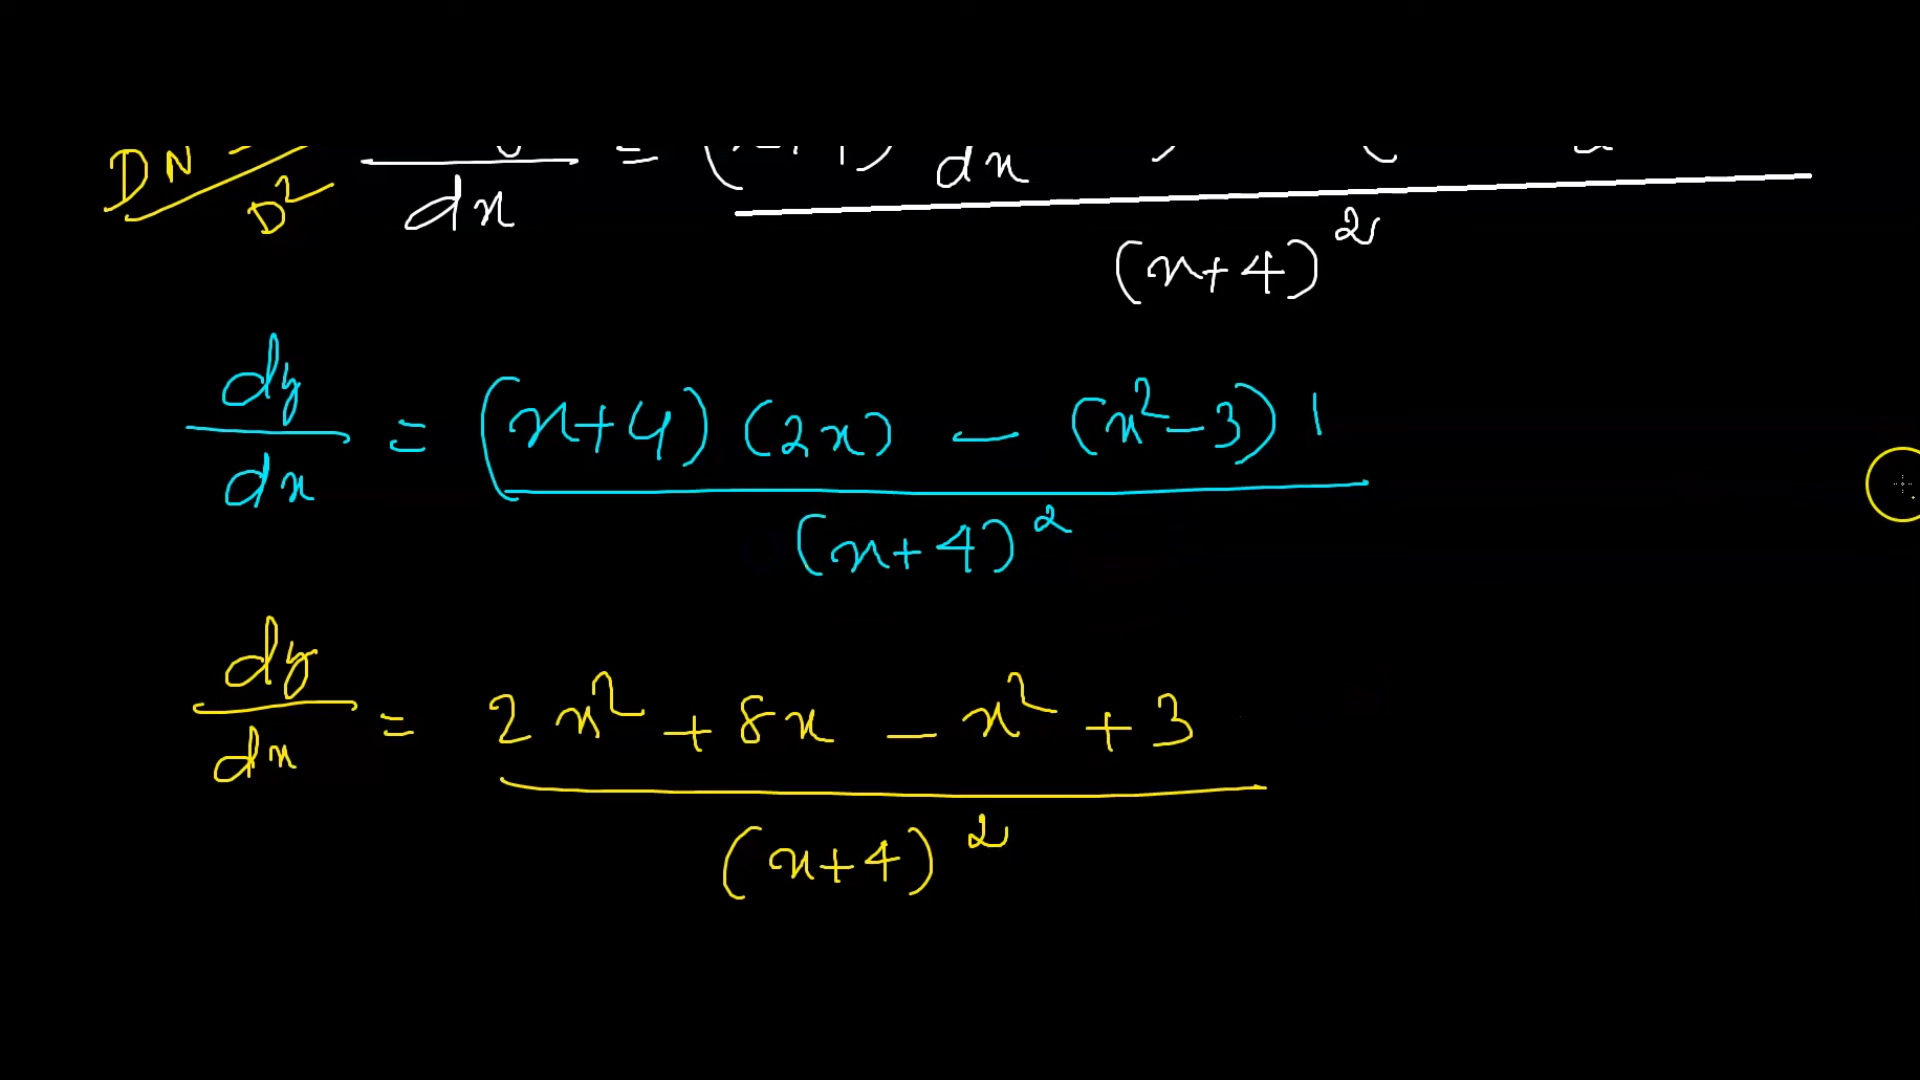 DN
D²
dx = dx
(x+4)²
dy/dx = (x+4)(2x) - (x²-3)1
(x+4)²
dy/dx = 2x² + 8x - x² + 3
(x+4)²